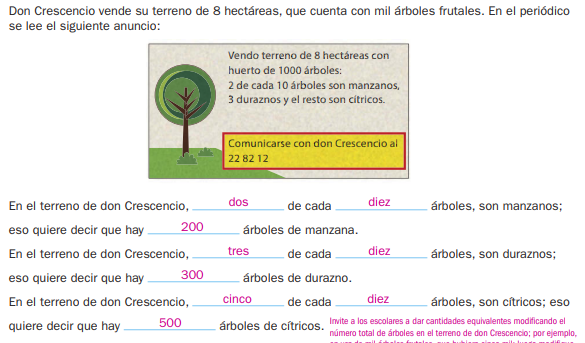 Don Crescencio vende su terreno de 8 hectáreas, que cuenta con mil árboles frutales. En el periódico
se lee el siguiente anuncio:
Vendo terreno de 8 hectáreas con
huerto de 1000 árboles:
2 de cada 10 árboles son manzanos,
3 duraznos y el resto son cítricos.
Comunicarse con don Crescencio al
22 82 12
En el terreno de don Crescencio, dos de cada diez árboles, son manzanos;
eso quiere decir que hay 200 árboles de manzana.
En el terreno de don Crescencio, tres de cada diez árboles, son duraznos;
eso quiere decir que hay 300 árboles de durazno.
En el terreno de don Crescencio, cinco de cada diez árboles, son cítricos; eso
quiere decir que hay 500 árboles de cítricos.
Invite a los escolares a dar cantidades equivalentes modificando el
número total de árboles en el terreno de don Crescencio; por ejemplo,